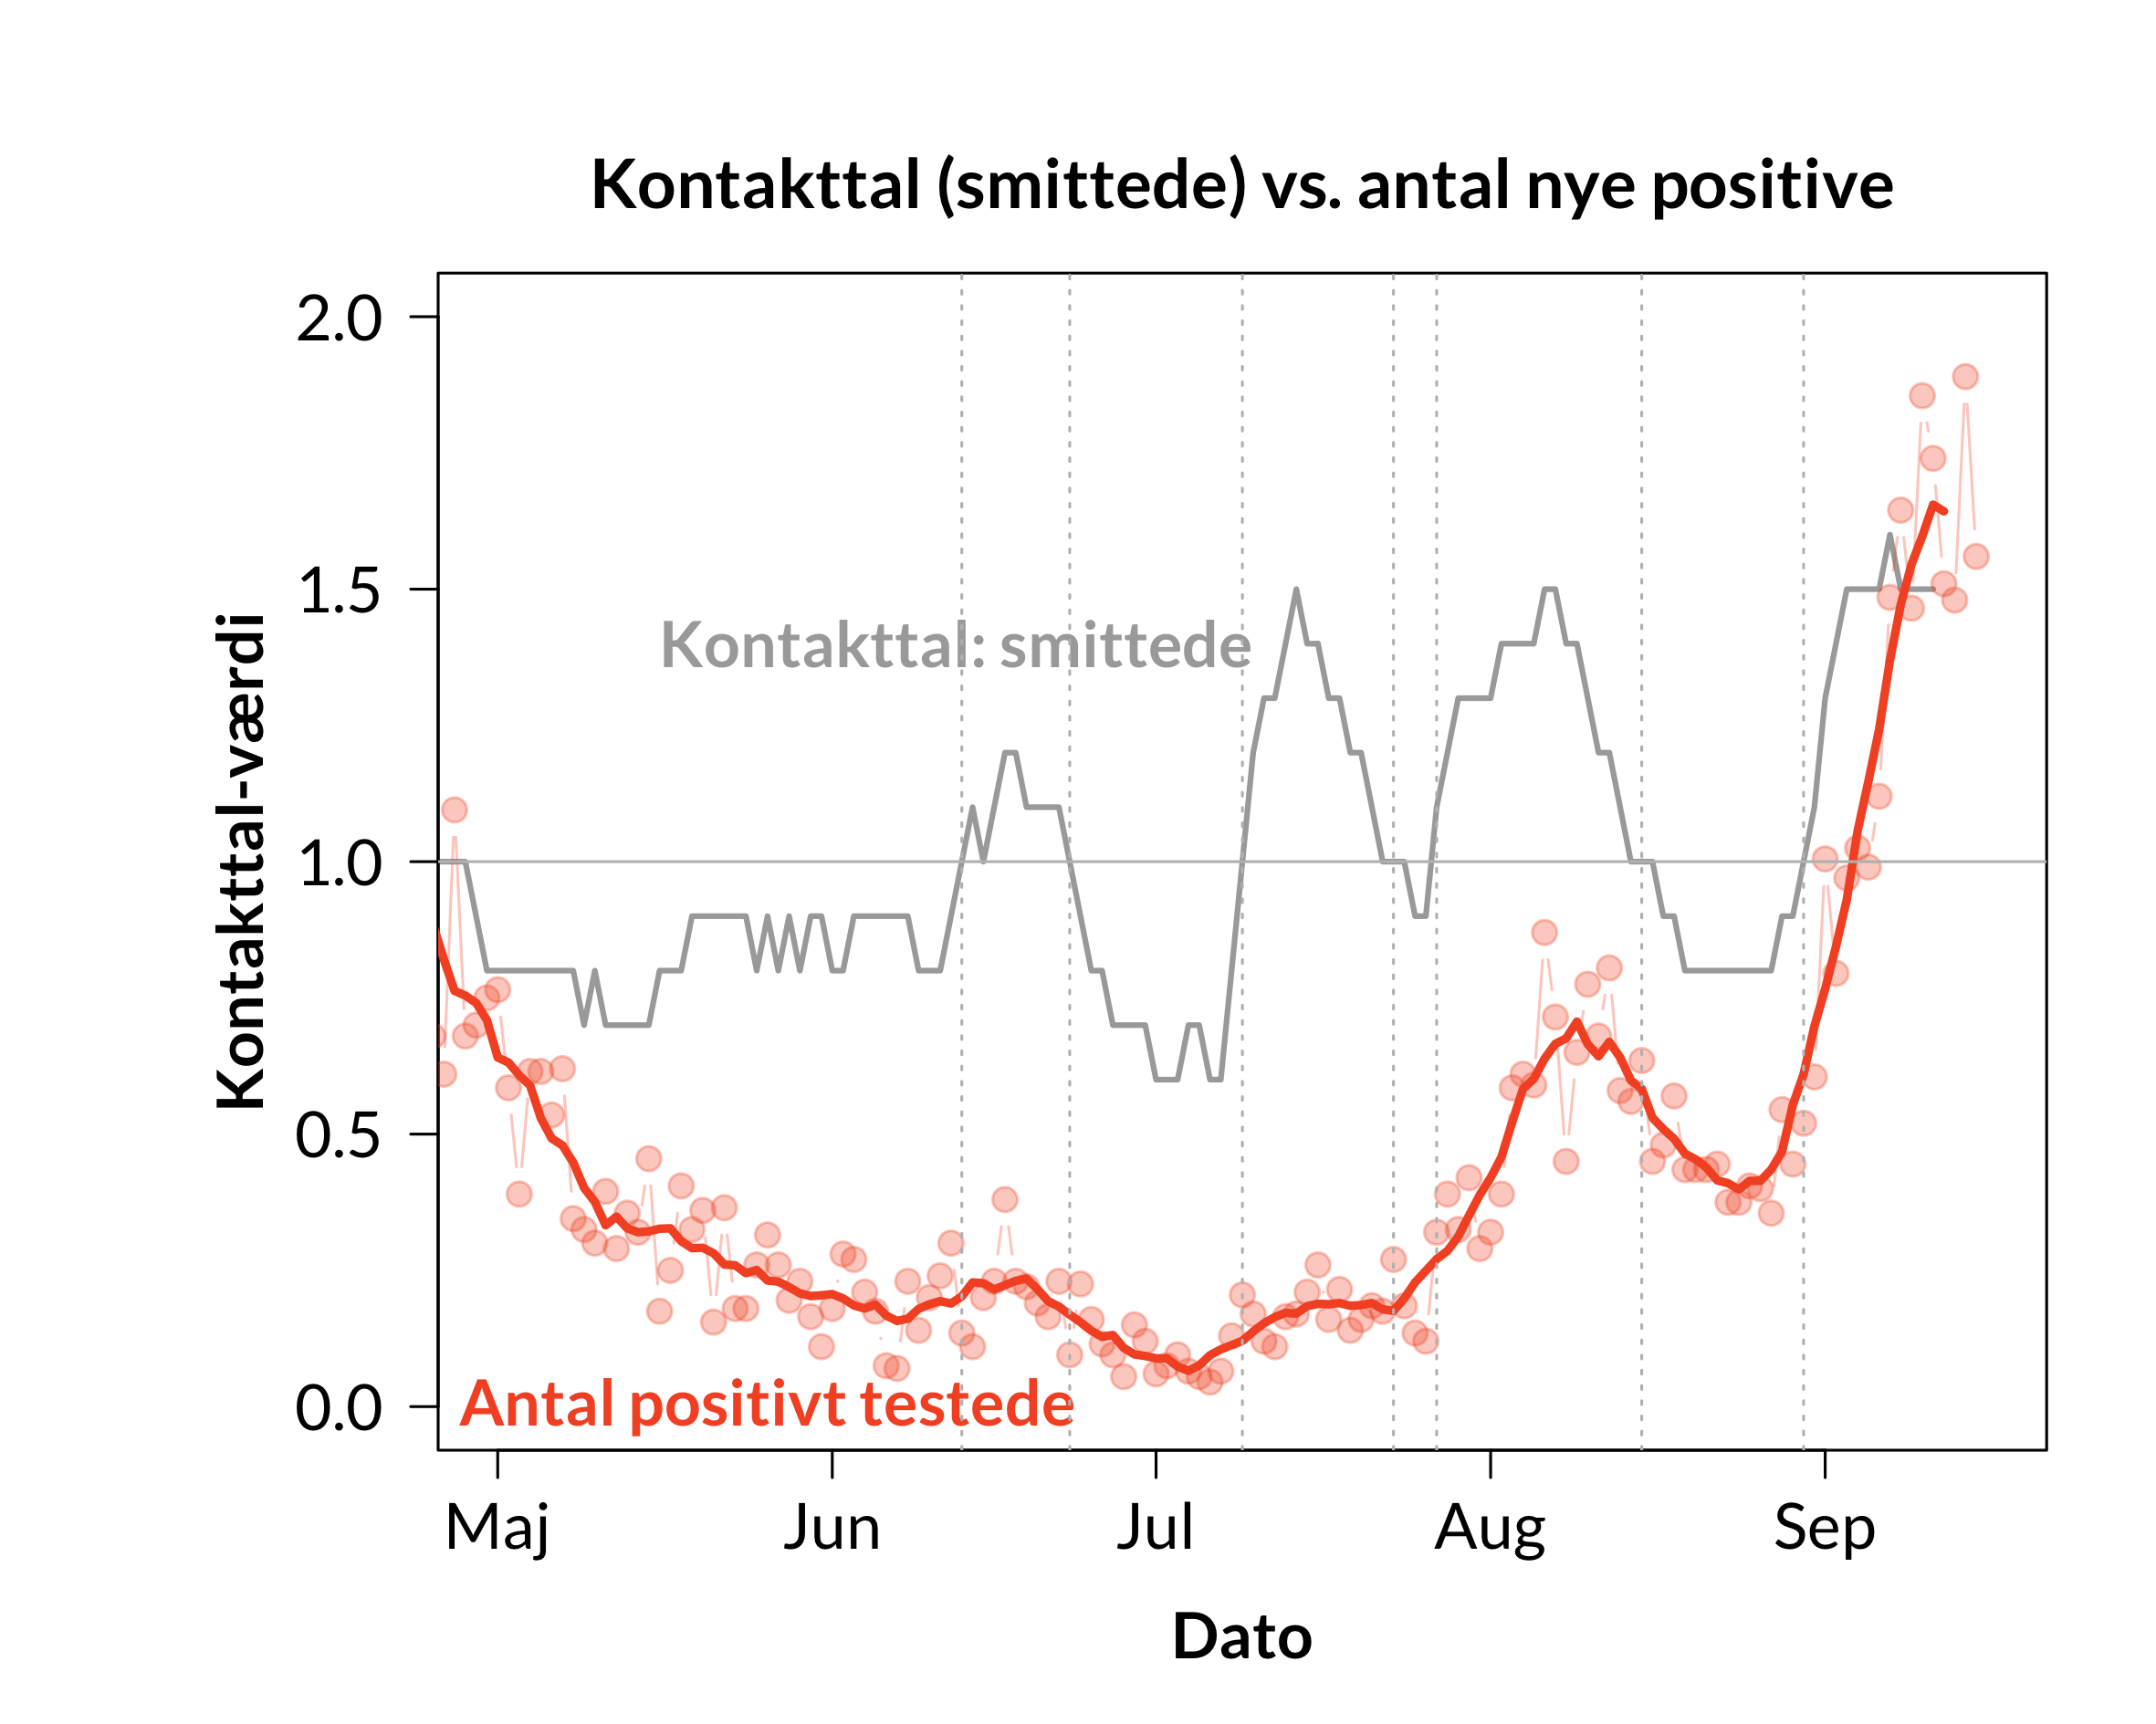 Kontakttal (smittede) vs. antal nye positive
Kontakttal-værdi
2.0
1.5
1.0
0.5
0.0
Kontakttal: smittede
Antal positivt testede
Maj Jun Jul Aug Sep
Dato